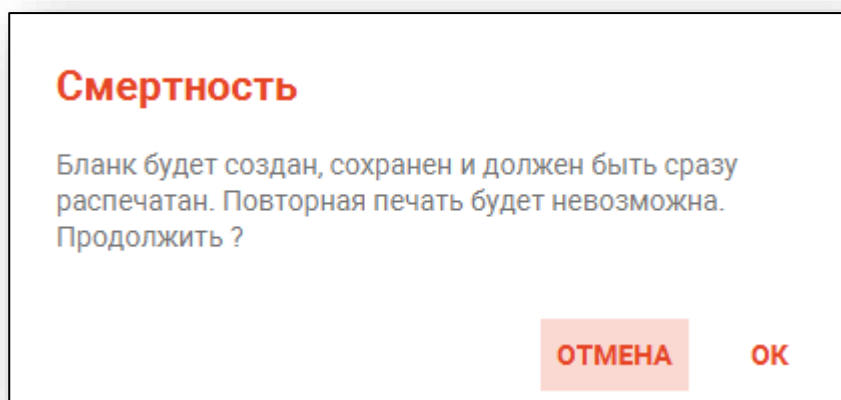 Смертность
Бланк будет создан, сохранен и должен быть сразу
распечатан. Повторная печать будет невозможна.
Продолжить ?
ОТМЕНА ОК